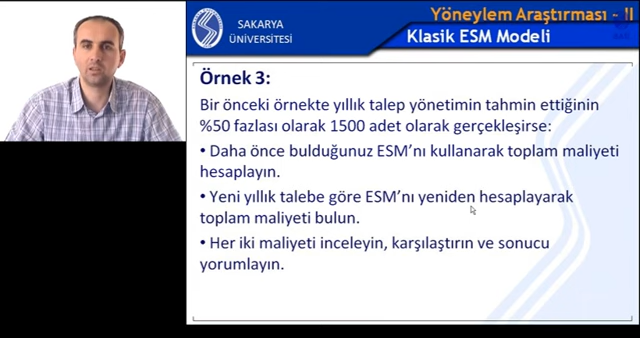 SAKARYA
ÜNİVERSİTESİ
Yöneylem Araştırması - II
Klasik ESM Modeli
Örnek 3:
Bir önceki örnekte yıllık talep yönetimin tahmin ettiğinin
%50 fazlası olarak 1500 adet olarak gerçekleşirse:
• Daha önce bulduğunuz ESM’nı kullanarak toplam maliyeti
hesaplayın.
• Yeni yıllık talebe göre ESM’nı yeniden hesaplayarak
toplam maliyeti bulun.
• Her iki maliyeti inceleyin, karşılaştırın ve sonucu
yorumlayın.